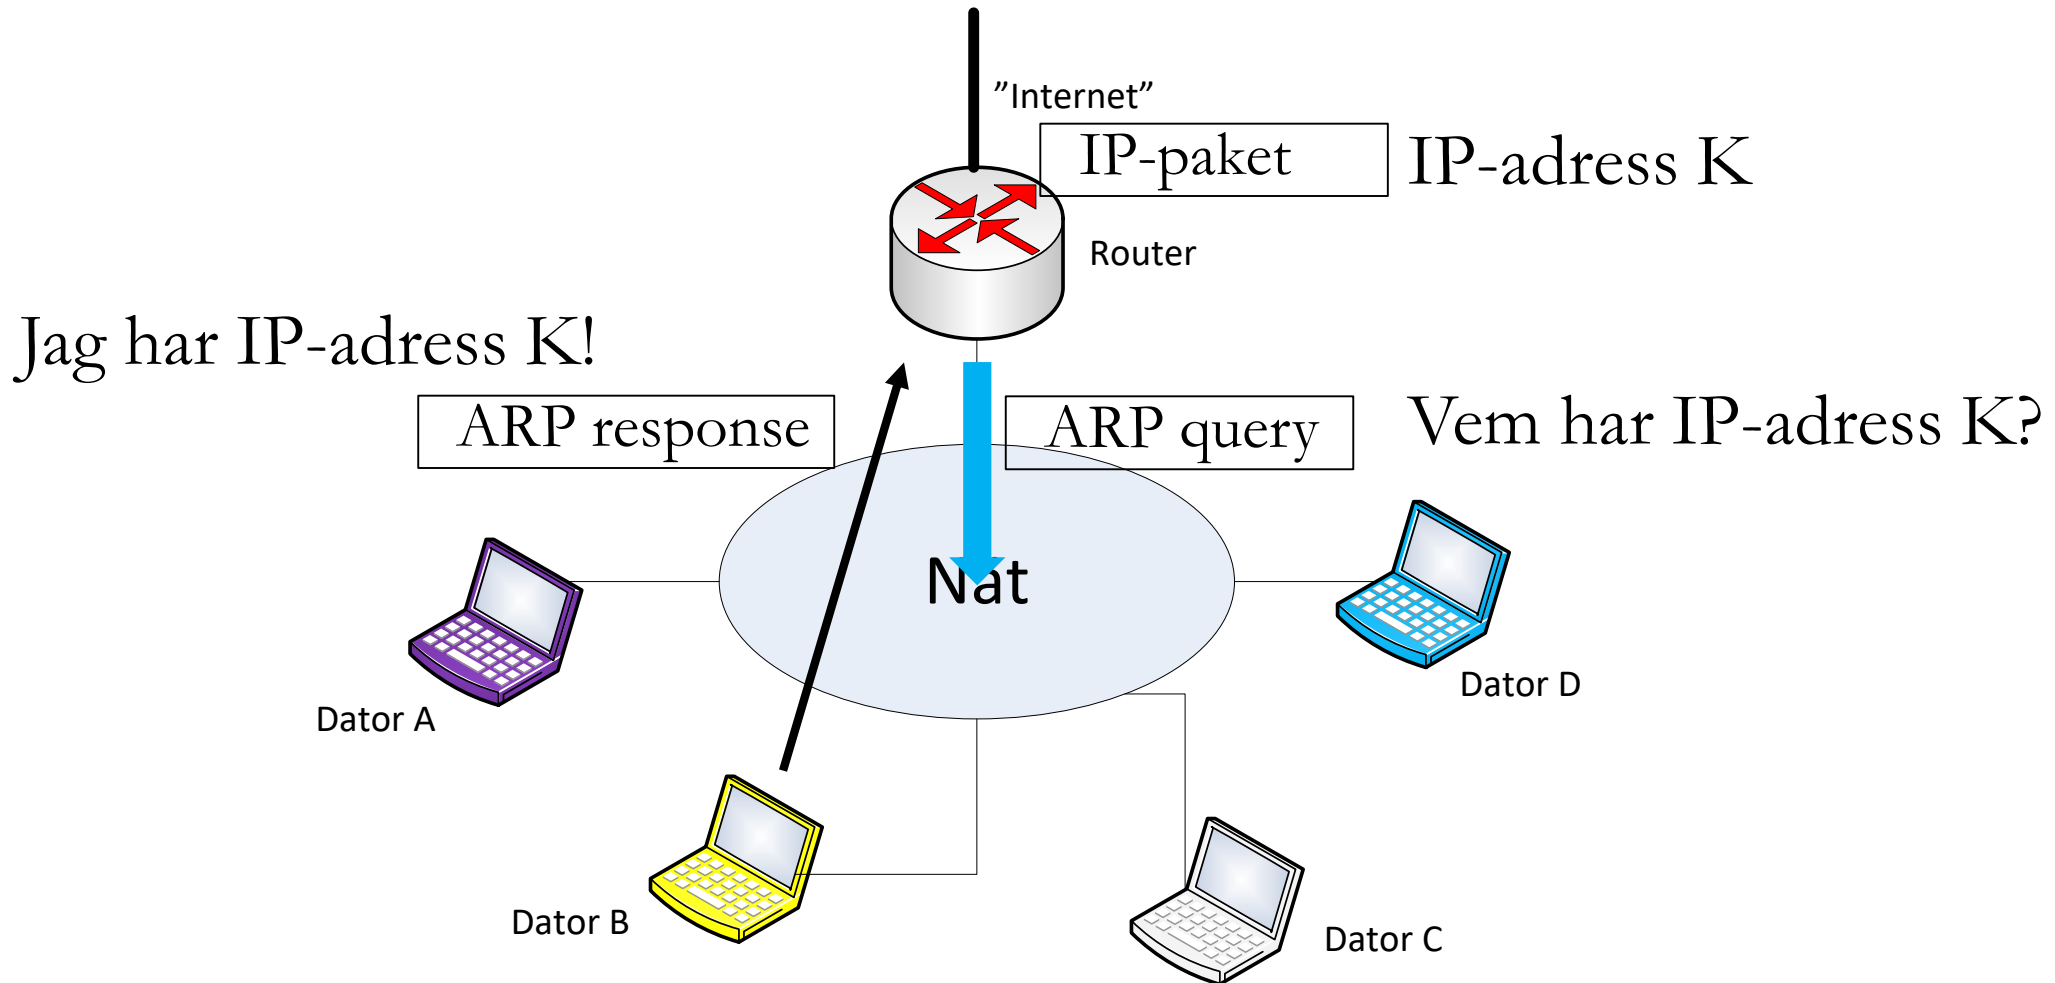 ”Internet”
IP-paket
IP-adress K
Router
Jag har IP-adress K!
ARP response
ARP query
Vem har IP-adress K?
Nät
Dator A
Dator D
Dator B
Dator C